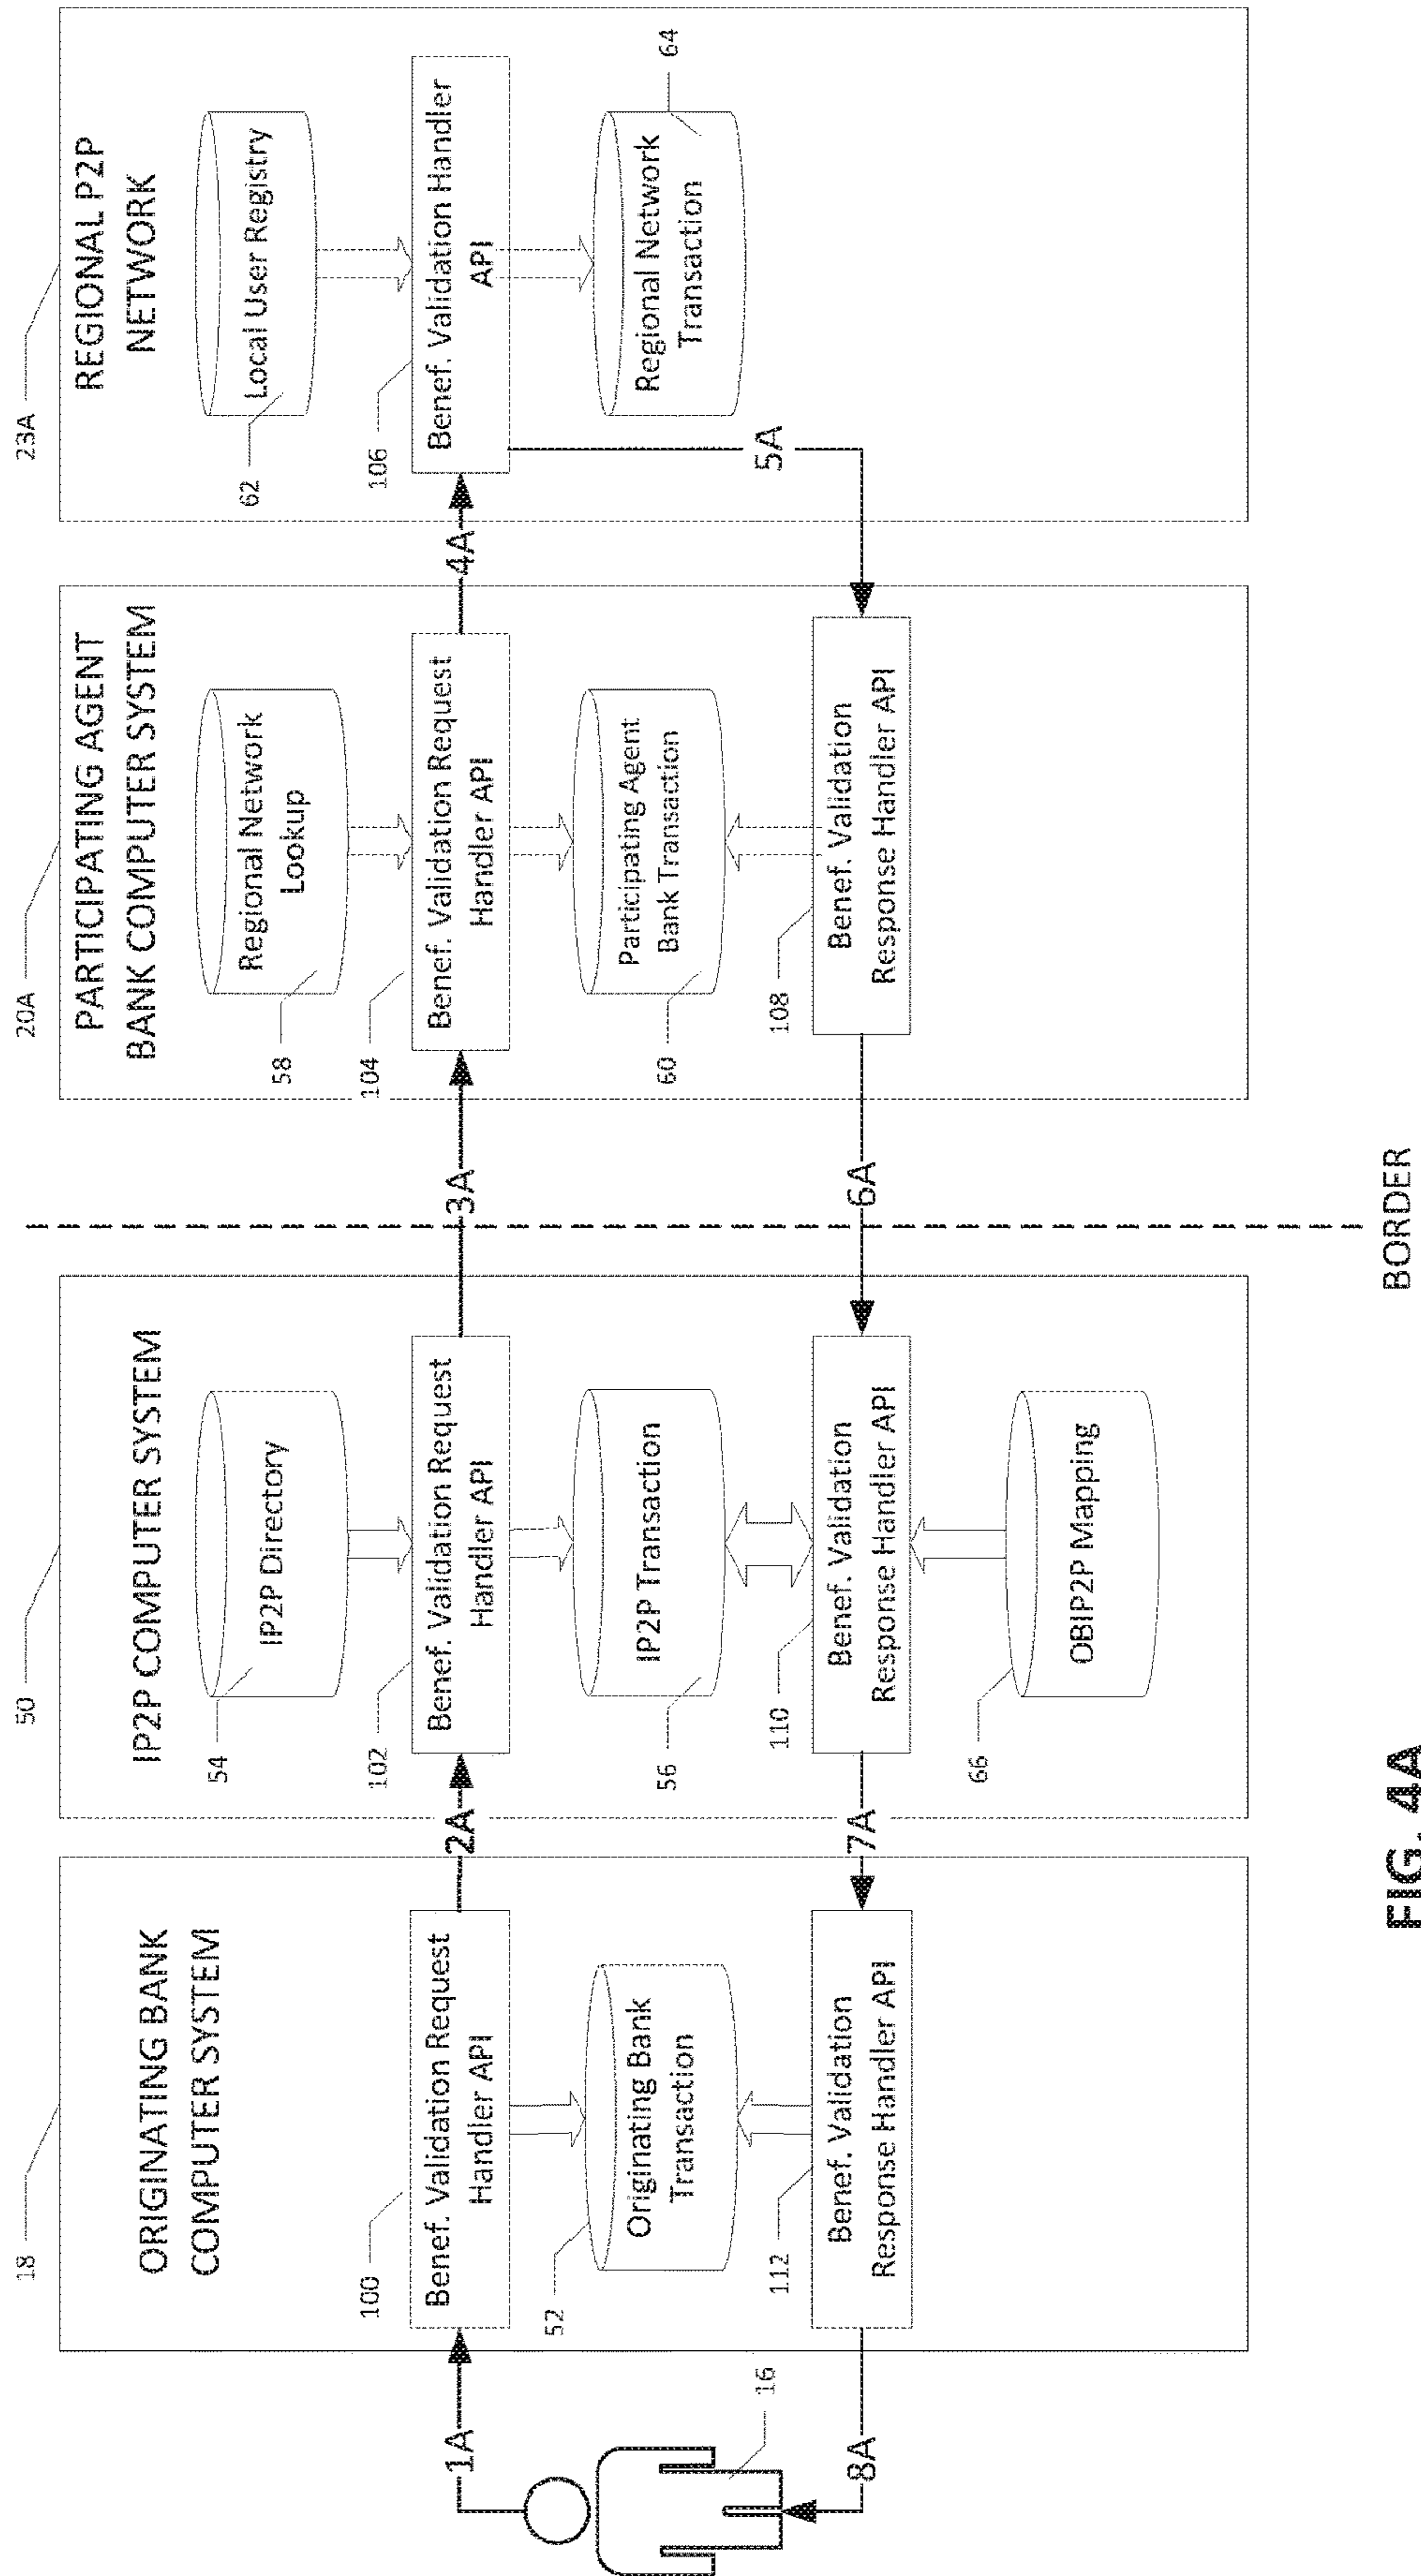 18
ORIGINATING BANK
COMPUTER SYSTEM
100
Benef. Validation Request
Handler API
52
Originating Bank
Transaction
112
Benef. Validation
Response Handler API
1A
16
8A
50
IP2P COMPUTER SYSTEM
54
IP2P Directory
102
Benef. Validation Request
Handler API
56
IP2P Transaction
110
Benef. Validation
Response Handler API
66
OBIP2P Mapping
2A
7A
20A
PARTICIPATING AGENT
BANK COMPUTER SYSTEM
58
Regional Network
Lookup
104
Benef. Validation Request
Handler API
60
Participating Agent
Bank Transaction
108
Benef. Validation
Response Handler API
3A
6A
23A
REGIONAL P2P
NETWORK
62
Local User Registry
106
Benef. Validation Handler
API
64
Regional Network
Transaction
4A
5A
BORDER
FIG. 4A